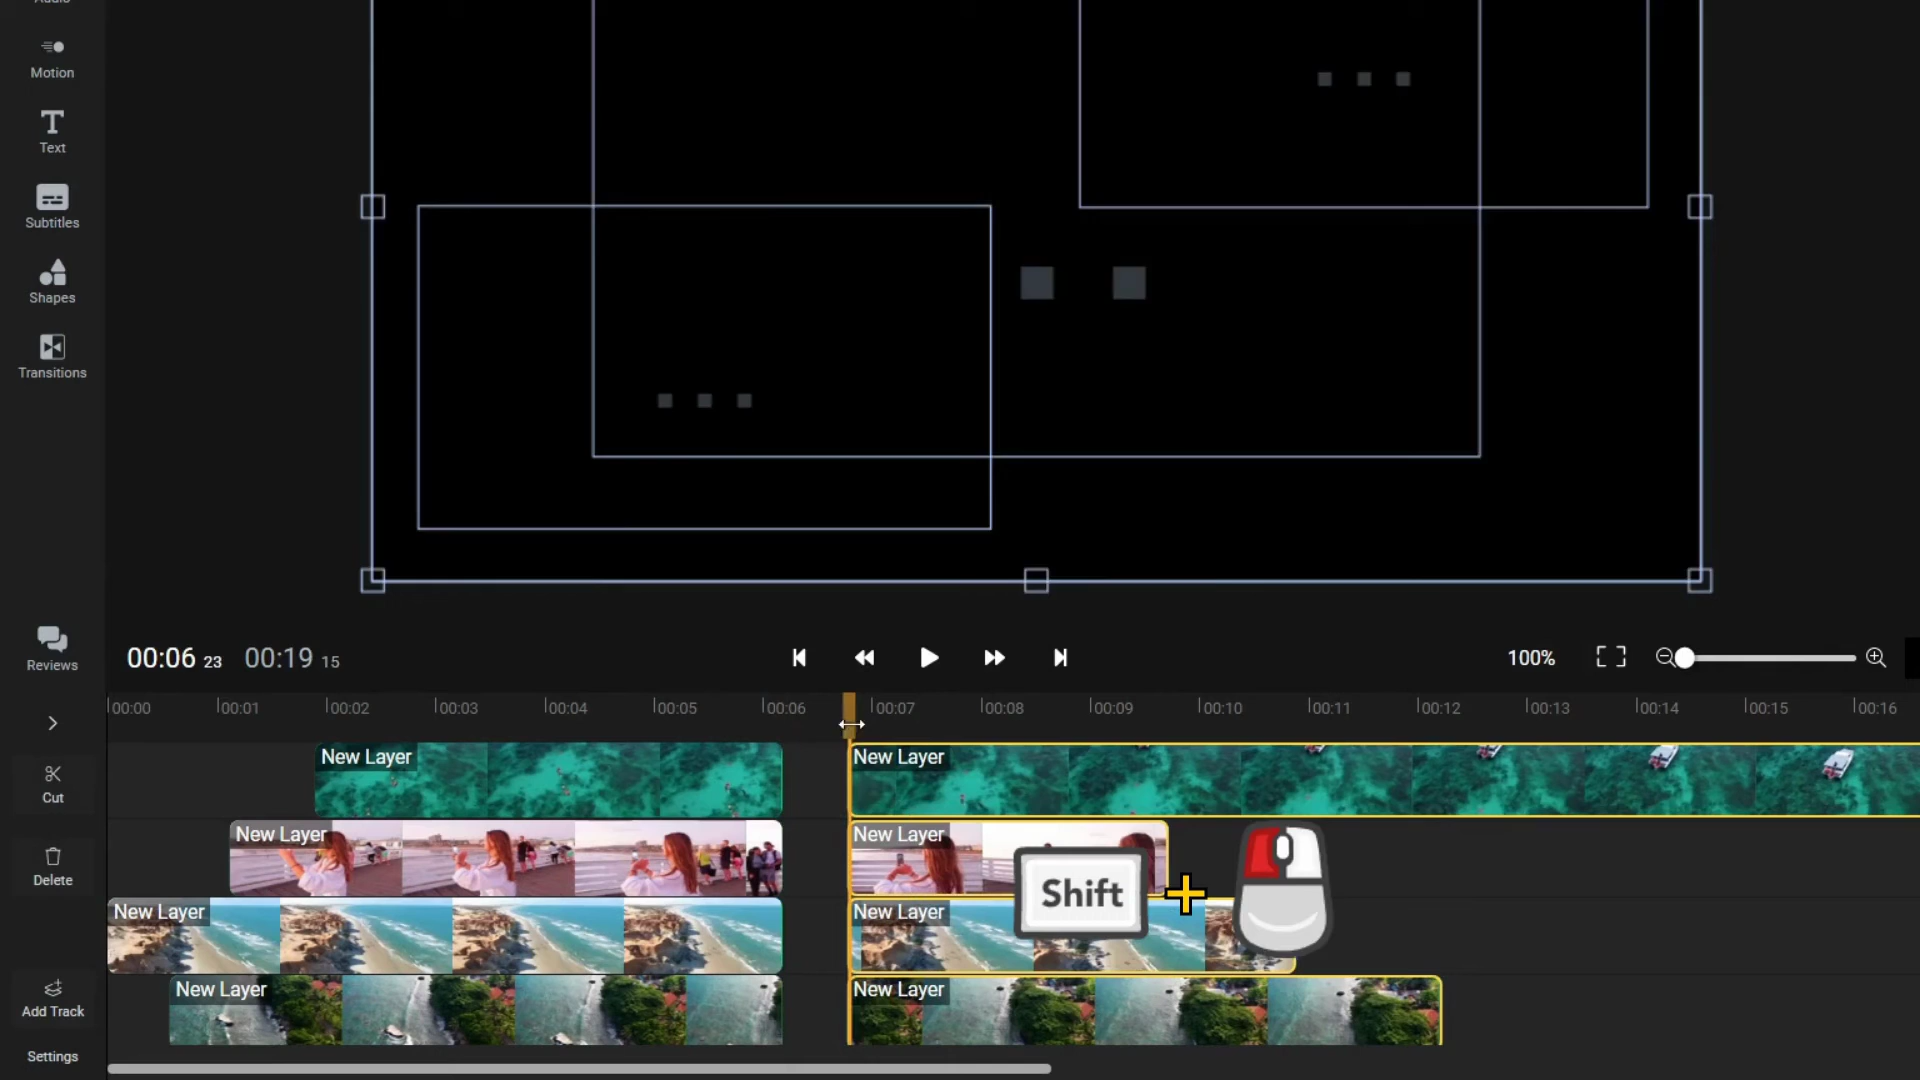 Audio
Motion
Text
Subtitles
Shapes
Transitions
Reviews
00:06 23 00:19 15
100%
00:00 00:01 00:02 00:03 00:04 00:05 00:06 00:07 00:08 00:09 00:10 00:11 00:12 00:13 00:14 00:15 00:16
New Layer New Layer
Cut
New Layer New Layer
Delete
Shift
New Layer New Layer
New Layer New Layer
Add Track
Settings